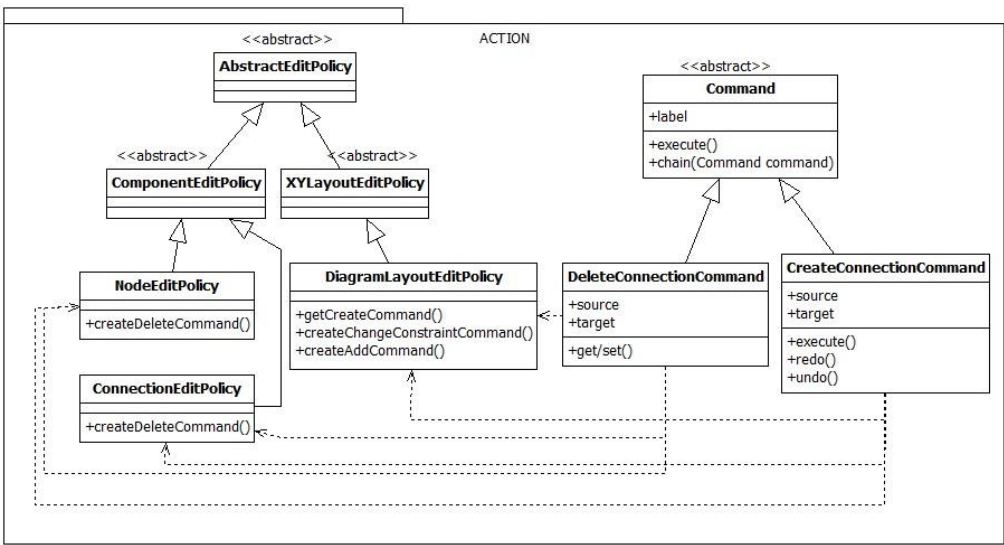 ACTION
<<abstract>>
AbstractEditPolicy
<<abstract>>
Command
+label
+execute()
+chain(Command command)
<<abstract>>
ComponentEditPolicy
<<abstract>>
XYLayoutEditPolicy
NodeEditPolicy
+createDeleteCommand()
DiagramLayoutEditPolicy
+getCreateCommand()
+createChangeConstraintCommand()
+createAddCommand()
DeleteConnectionCommand
+source
+target
+get/set()
CreateConnectionCommand
+source
+target
+execute()
+redo()
+undo()
ConnectionEditPolicy
+createDeleteCommand()